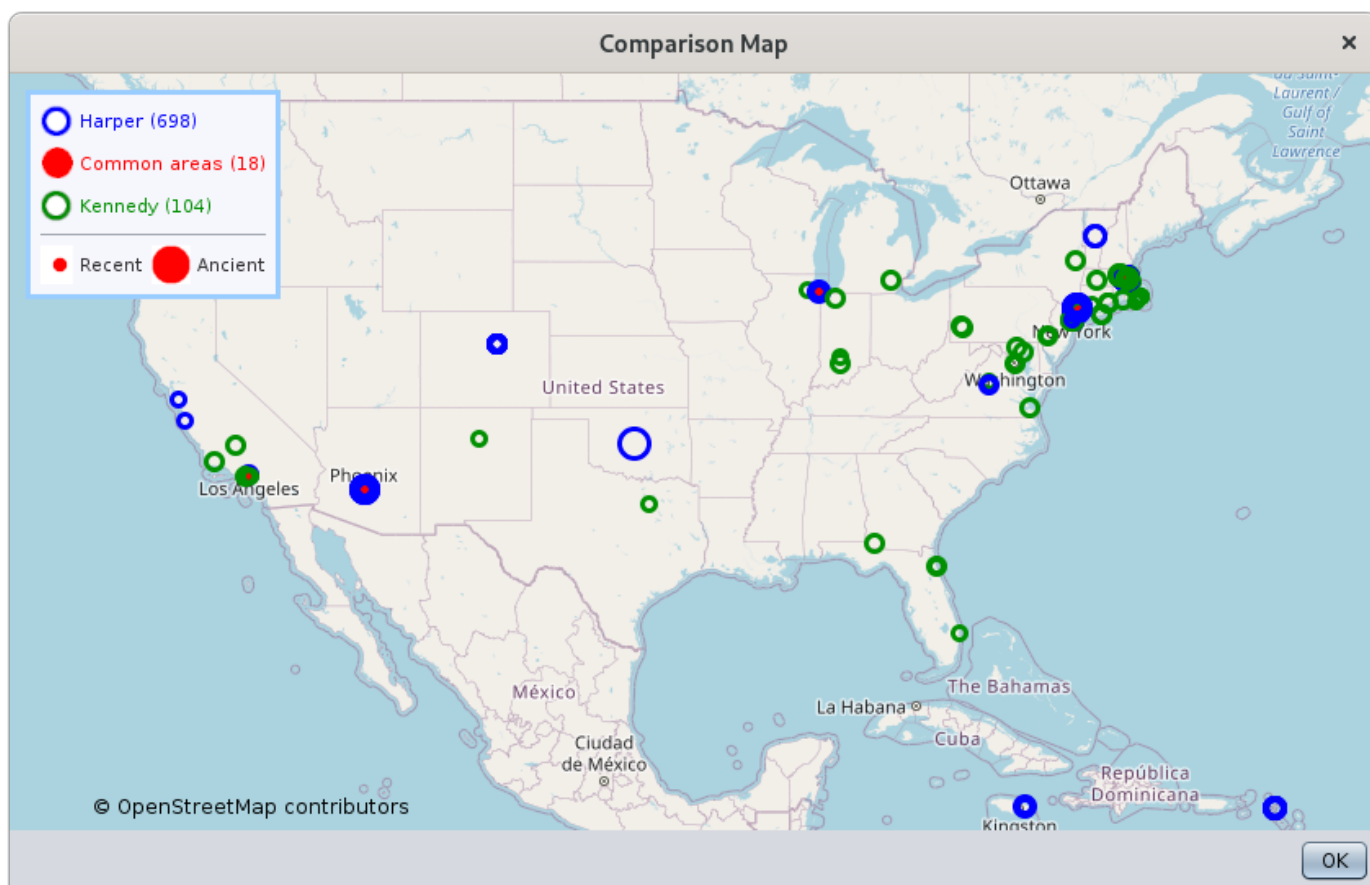 Comparison Map
×
Harper (698)
Common areas (18)
Kennedy (104)
Recent
Ancient
Saint-
Laurent /
Gulf of
Saint
Lawrence
Ottawa
New York
United States
Washington
Phoenix
Los Angeles
México
The Bahamas
La Habana
Cuba
Ciudad
de México
República
Dominicana
© OpenStreetMap contributors
Kingston
OK